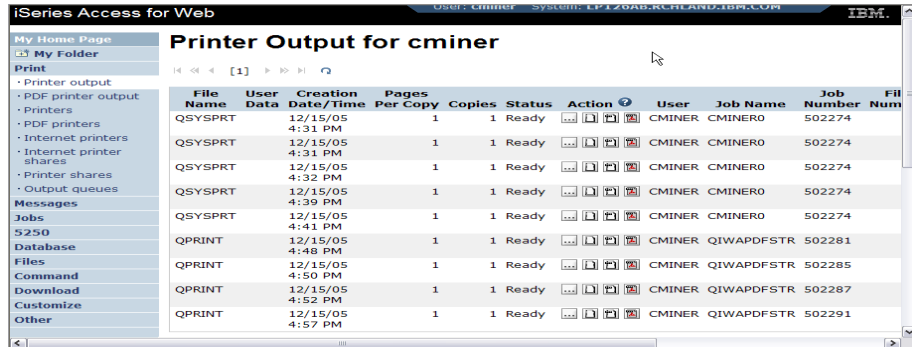 iSeries Access for Web
User: cminer System: LP126AB.RCHLAND.IBM.COM
IBM.
My Home Page
My Folder
Print
· Printer output
· PDF printer output
· Printers
· PDF printers
· Internet printers
· Internet printer
shares
· Printer shares
· Output queues
Messages
Jobs
5250
Database
Files
Command
Download
Customize
Other
Printer Output for cminer
[1]
File Name User Data Creation Date/Time Pages Per Copy Copies Status Action ? User Job Name Job Number Fil Num
QSYSPRT 12/15/05 4:31 PM 1 1 Ready ... CMINER CMINER0 502274
QSYSPRT 12/15/05 4:31 PM 1 1 Ready ... CMINER CMINER0 502274
QSYSPRT 12/15/05 4:32 PM 1 1 Ready ... CMINER CMINER0 502274
QSYSPRT 12/15/05 4:39 PM 1 1 Ready ... CMINER CMINER0 502274
QSYSPRT 12/15/05 4:41 PM 1 1 Ready ... CMINER CMINER0 502274
QPRINT 12/15/05 4:48 PM 1 1 Ready ... CMINER QIWAPDFSTR 502281
QPRINT 12/15/05 4:50 PM 1 1 Ready ... CMINER QIWAPDFSTR 502285
QPRINT 12/15/05 4:52 PM 1 1 Ready ... CMINER QIWAPDFSTR 502287
QPRINT 12/15/05 4:57 PM 1 1 Ready ... CMINER QIWAPDFSTR 502291